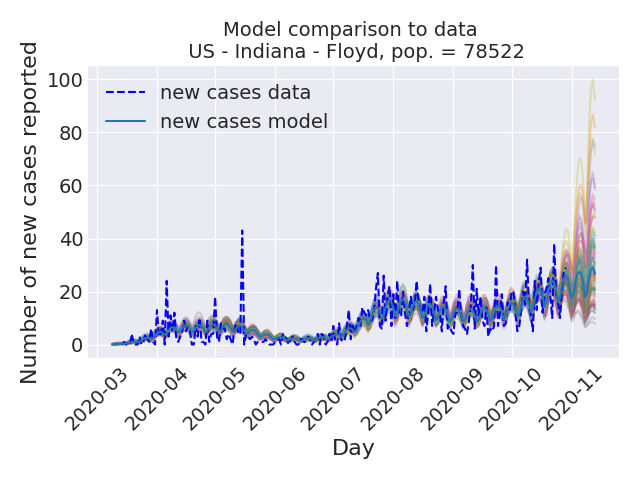 Model comparison to data
US - Indiana - Floyd, pop. = 78522
Number of new cases reported
100
80
60
40
20
0
new cases data
new cases model
2020-03
2020-04
2020-05
2020-06
2020-07
2020-08
2020-09
2020-10
2020-11
Day